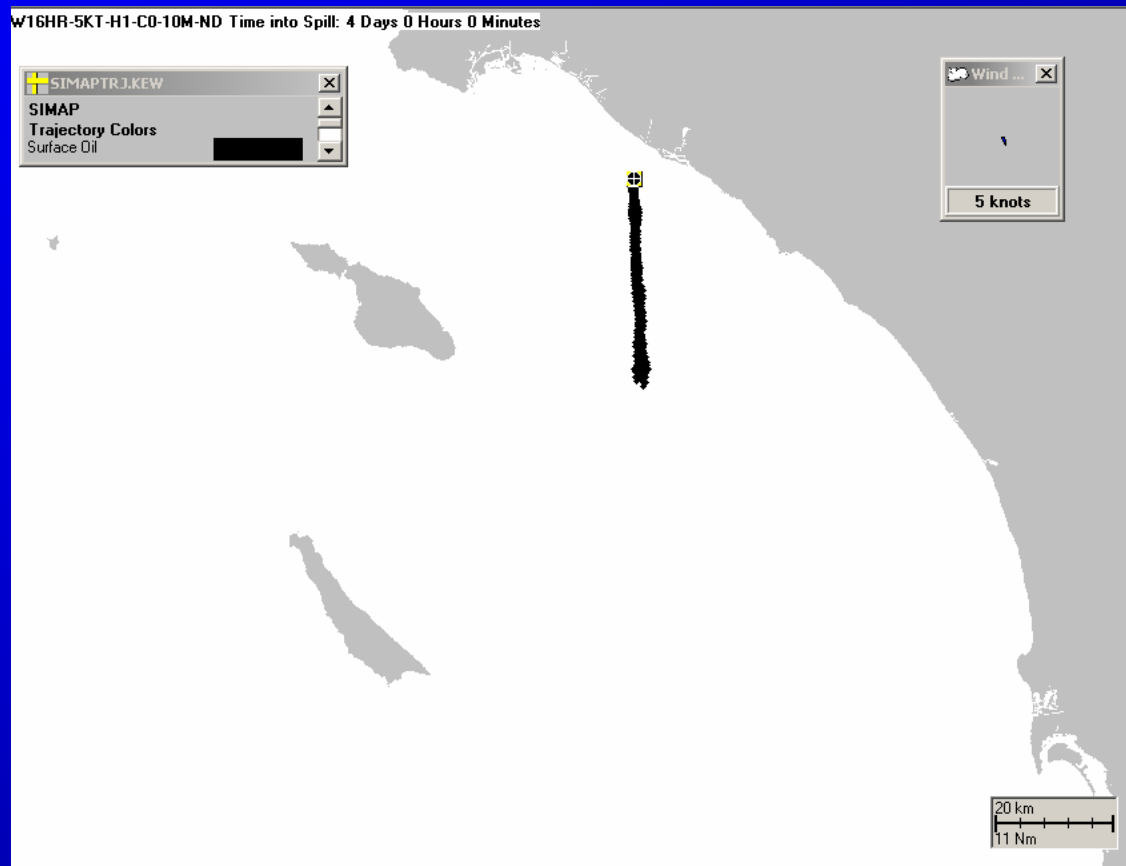 W16HR-5KT-H1-C0-10M-ND Time into Spill: 4 Days 0 Hours 0 Minutes
SIMAPTRJ.KEW
SIMAP
Trajectory Colors
Surface Oil
Wind ...
5 knots
20 km
11 Nm